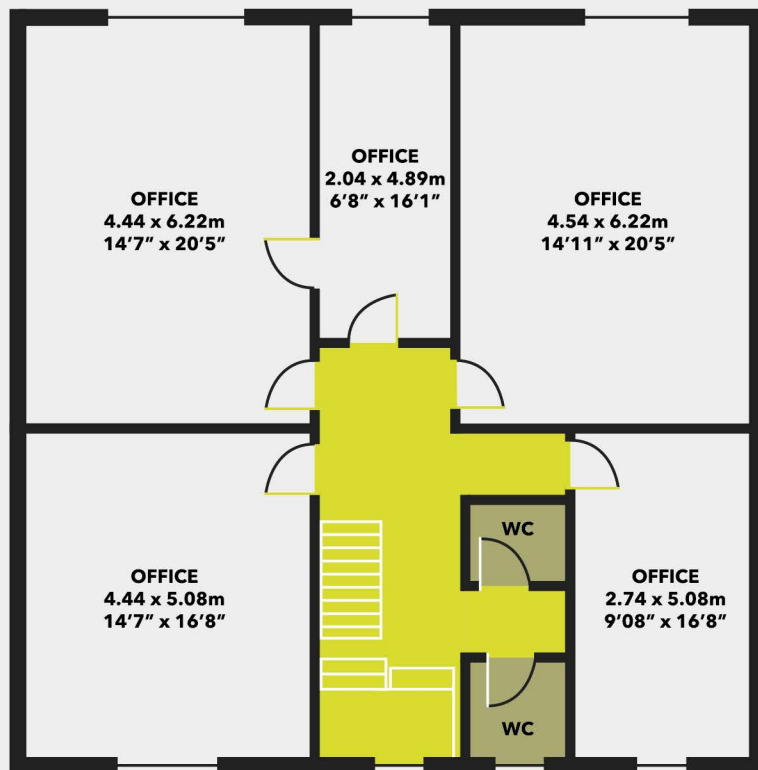 OFFICE
4.44 x 6.22m
14’7” x 20’5”
OFFICE
2.04 x 4.89m
6’8” x 16’1”
OFFICE
4.54 x 6.22m
14’11” x 20’5”
OFFICE
4.44 x 5.08m
14’7” x 16’8”
WC
OFFICE
2.74 x 5.08m
9’08” x 16’8”
WC